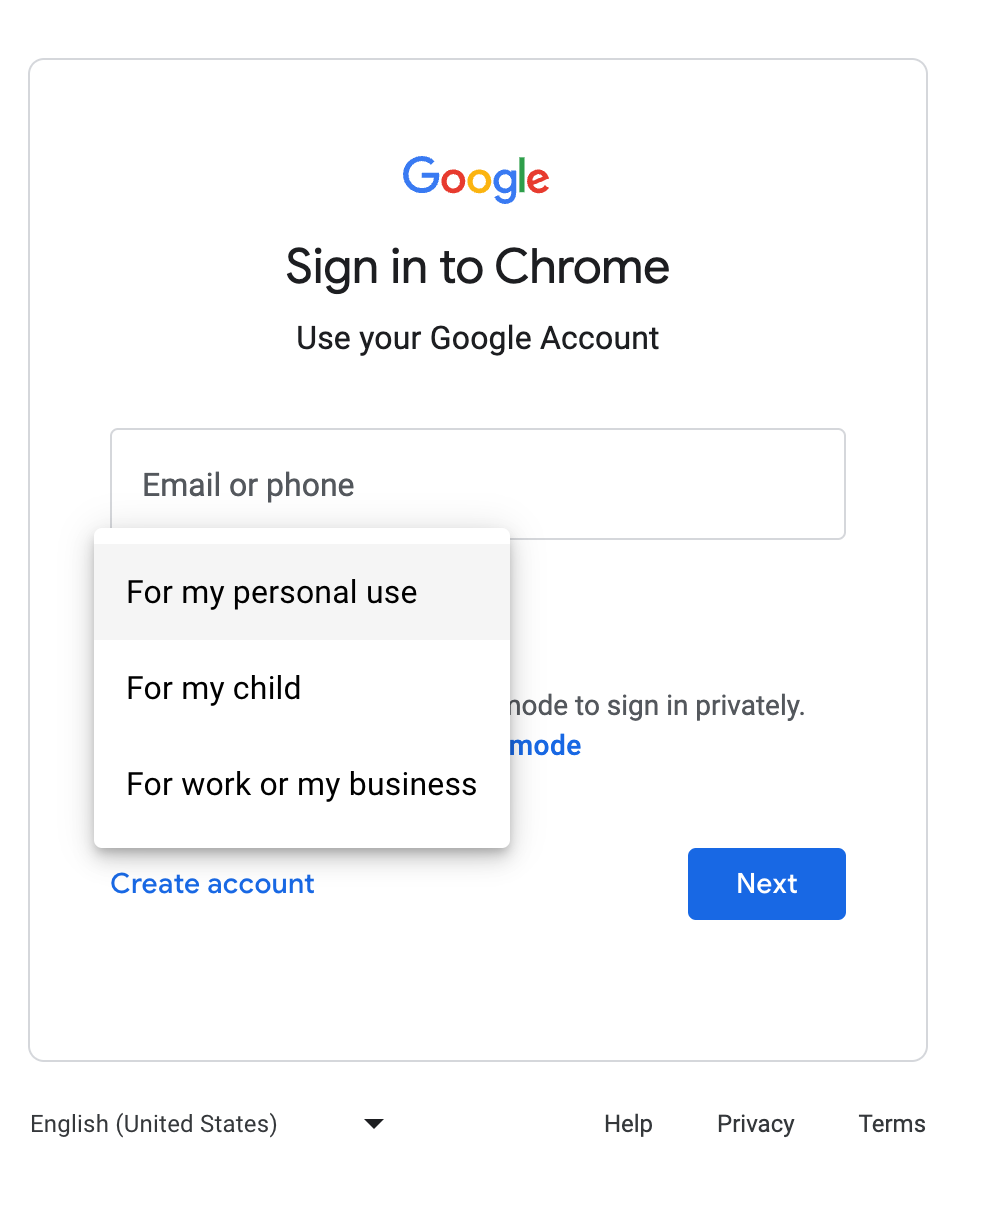 Google
Sign in to Chrome
Use your Google Account
Email or phone
For my personal use
For my child
mode to sign in privately.
mode
For work or my business
Create account
Next
English (United States)
Help
Privacy
Terms